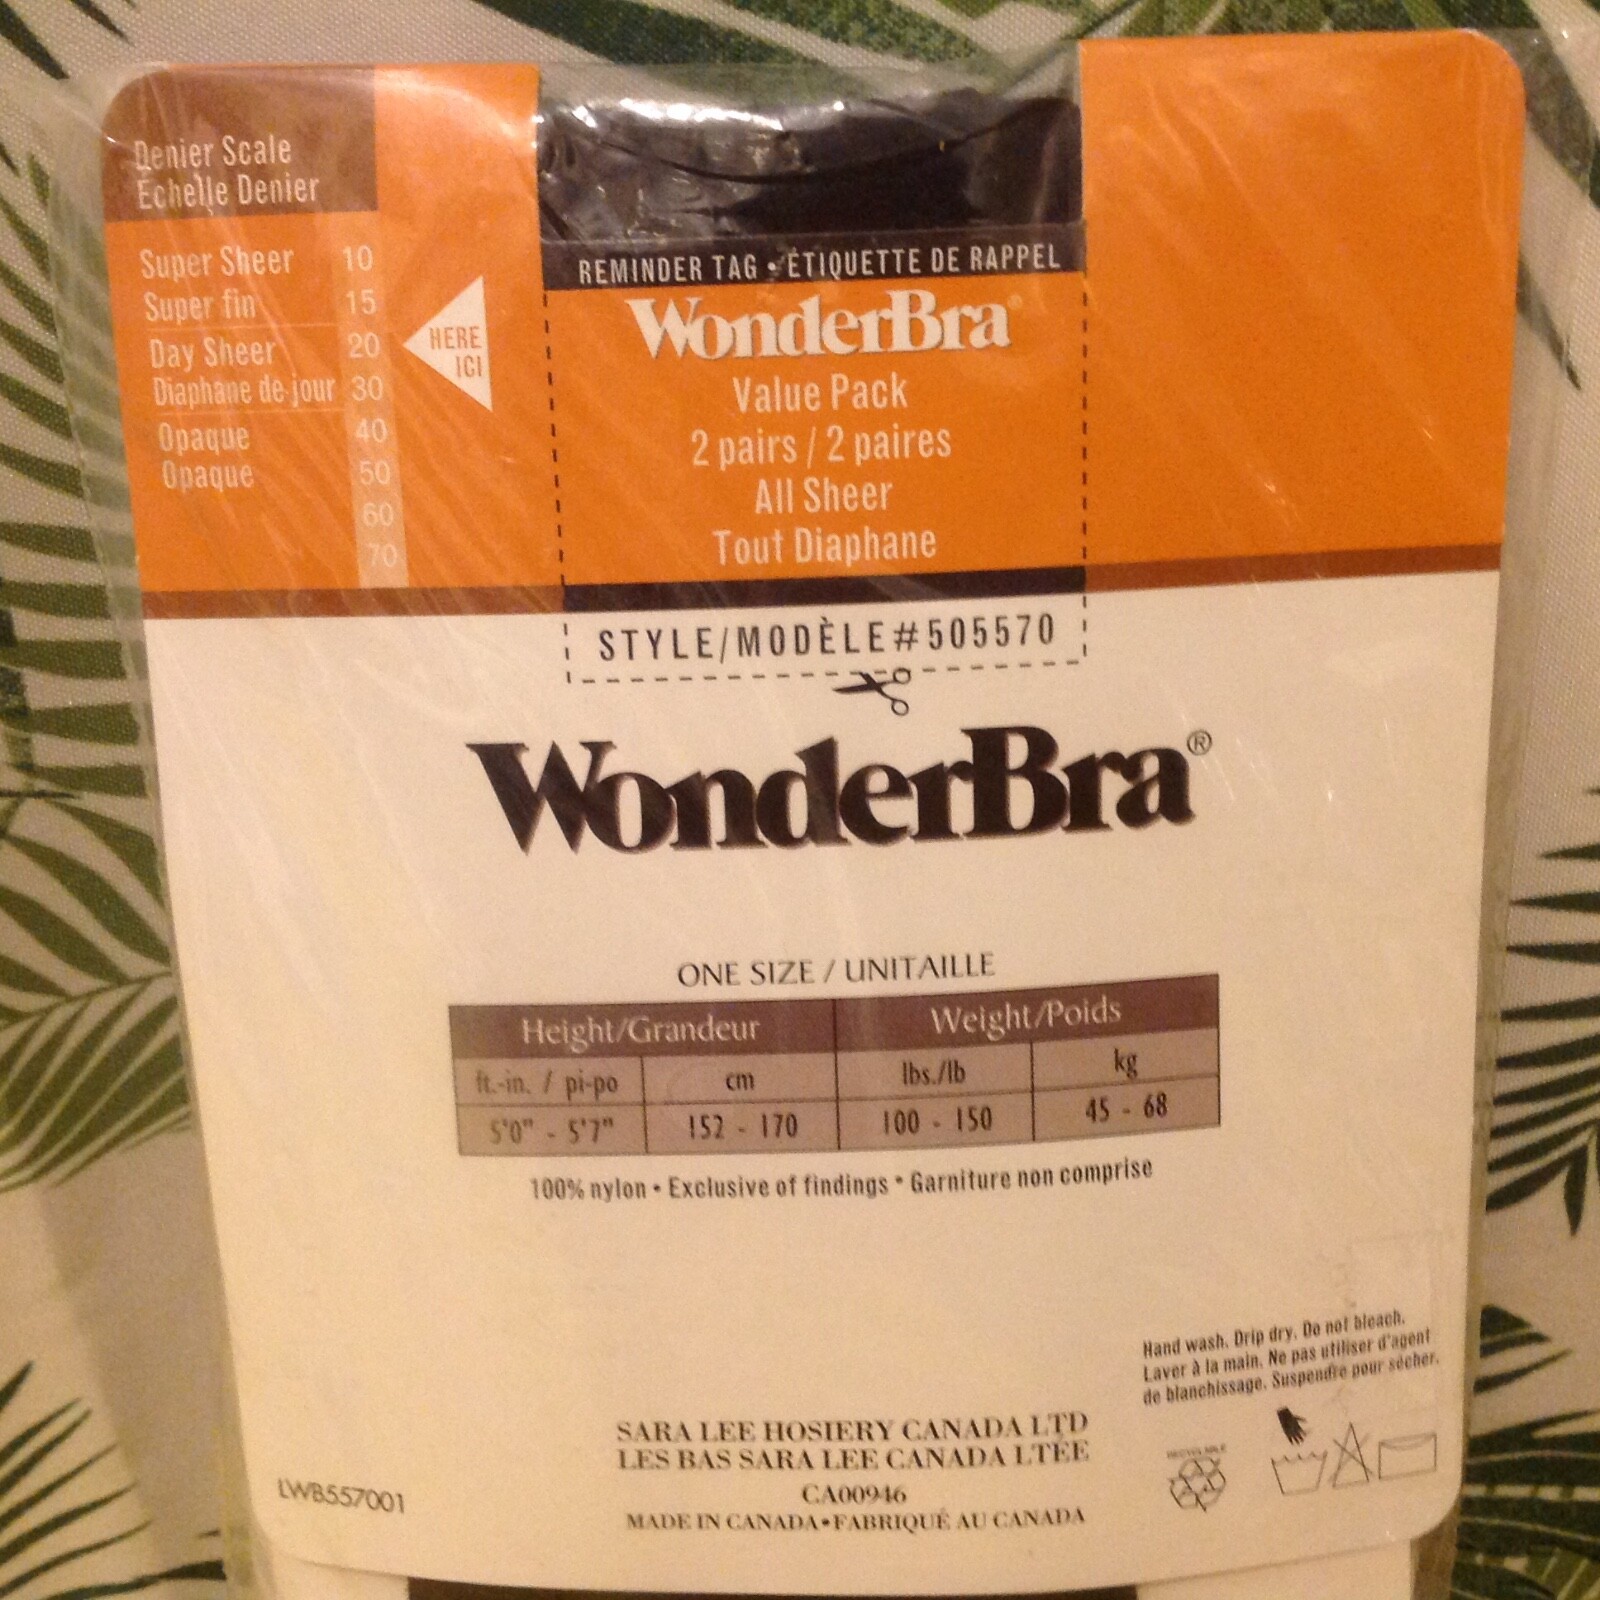 Denier Scale
Echelle Denier
Super Sheer 10
Super fin 15
Day Sheer 20
Diaphane de jour 30
Opaque 40
Opaque 50
60
70
HERE
ICI
REMINDER TAG • ÉTIQUETTE DE RAPPEL
WonderBra®
Value Pack
2 pairs / 2 paires
All Sheer
Tout Diaphane
STYLE/MODÈLE#505570
WonderBra®
ONE SIZE / UNITAILLE
Height/Grandeur Weight/Poids
ft.-in. / pi-po cm lbs./lb kg
5'0" - 5'7" 152 - 170 100 - 150 45 - 68
100% nylon • Exclusive of findings • Garniture non comprise
Hand wash. Drip dry. Do not bleach.
Laver à la main. Ne pas utiliser d'agent
de blanchissage. Suspendre pour sécher.
RECYCLABLE
SARA LEE HOSIERY CANADA LTD
LES BAS SARA LEE CANADA LTÉE
CA00946
MADE IN CANADA•FABRIQUÉ AU CANADA
LWB557001